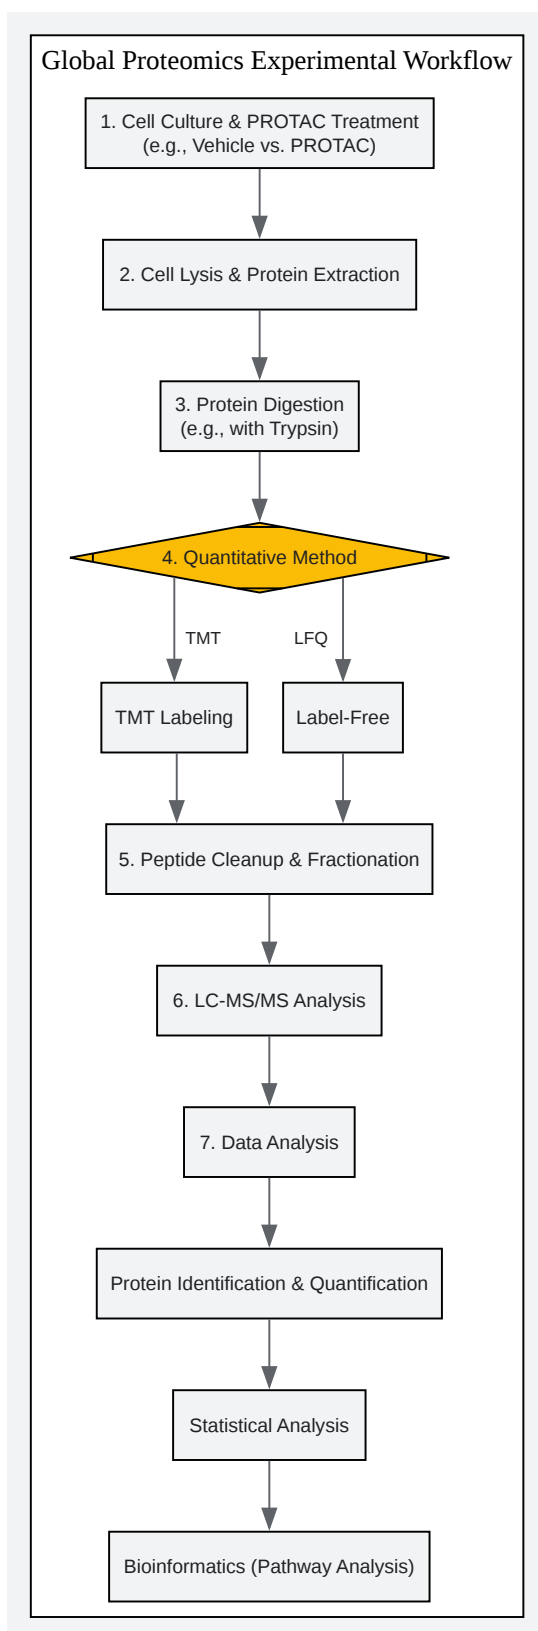 Global Proteomics Experimental Workflow
1. Cell Culture & PROTAC Treatment
(e.g., Vehicle vs. PROTAC)
2. Cell Lysis & Protein Extraction
3. Protein Digestion
(e.g., with Trypsin)
4. Quantitative Method
TMT
LFQ
TMT Labeling
Label-Free
5. Peptide Cleanup & Fractionation
6. LC-MS/MS Analysis
7. Data Analysis
Protein Identification & Quantification
Statistical Analysis
Bioinformatics (Pathway Analysis)